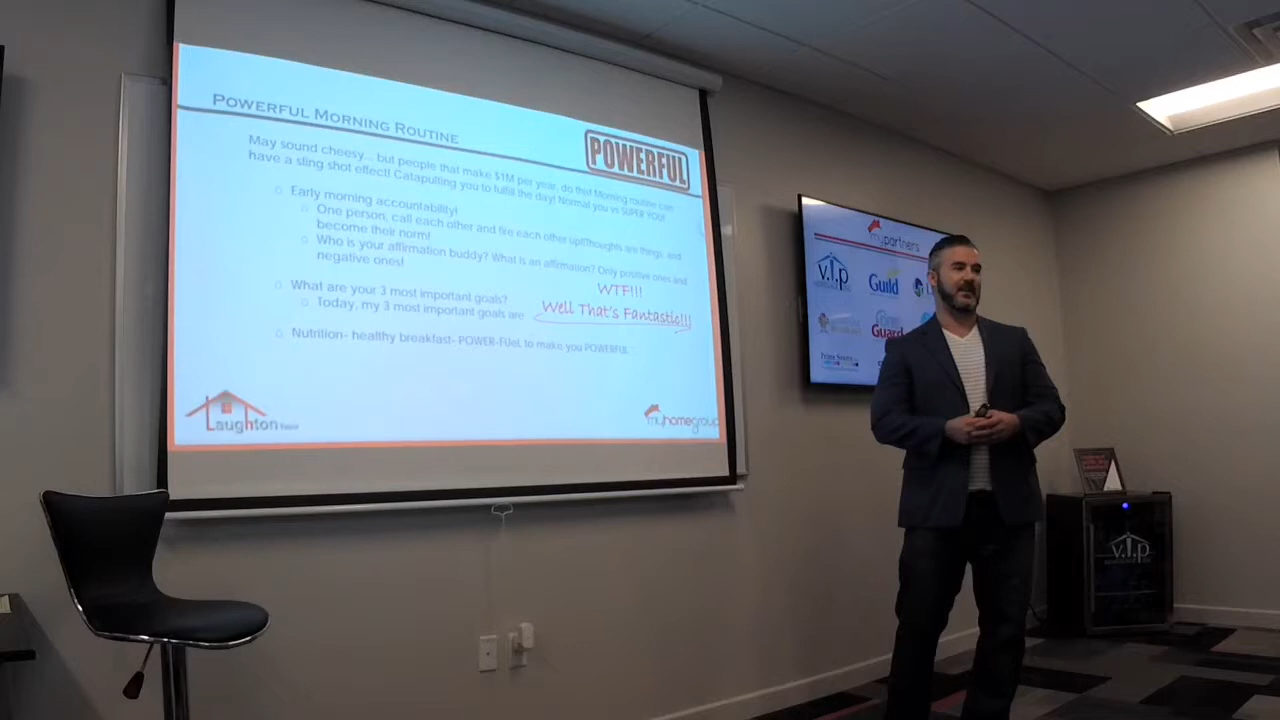 POWERFUL MORNING ROUTINE
POWERFUL
May sound cheesy... but people that make $1M per year, do this! Morning routine can
have a sling shot effect! Catapulting you to fulfill the day! Normal you vs SUPER YOU!
Early morning accountability!
One person, call each other and fire each other up! Thoughts are things, and
become their norm!
Who is your affirmation buddy? What is an affirmation? Only positive ones and
negative ones!
What are your 3 most important goals?
Today, my 3 most important goals are
WTF!!!
Well That's Fantastic!!!
Nutrition- healthy breakfast- POWER-FUeL to make you POWERFUL
Laughton
myhomegroup
mypartners
v.i.p
Guild
Guard
v.i.p